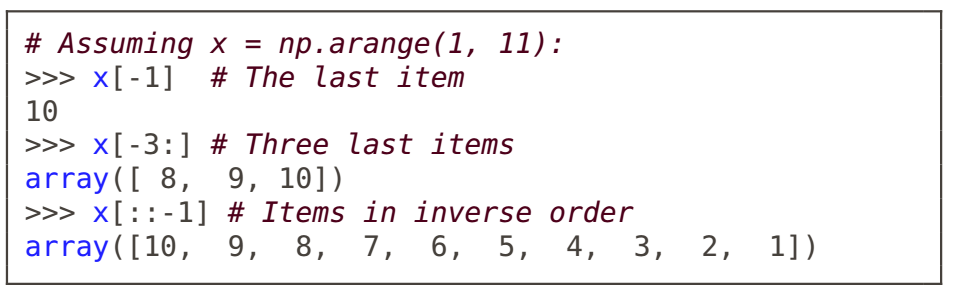 # Assuming x = np.arange(1, 11):
>>> x[-1]  # The last item
10
>>> x[-3:] # Three last items
array([ 8,  9, 10])
>>> x[::-1] # Items in inverse order
array([10,  9,  8,  7,  6,  5,  4,  3,  2,  1])